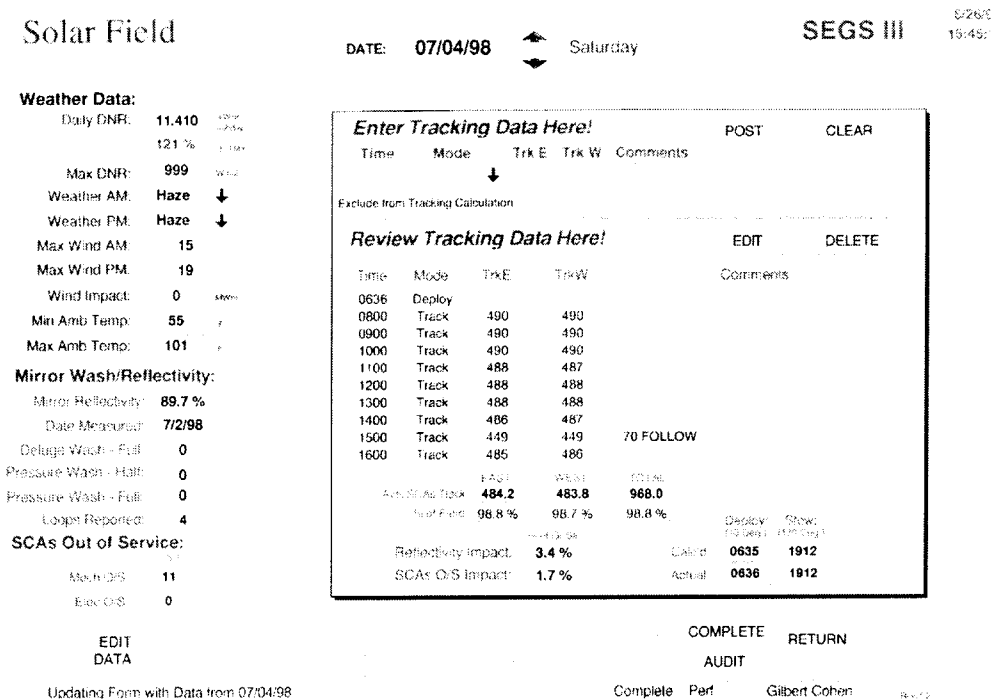 Solar Field
DATE: 07/04/98 Saturday
SEGS III
Weather Data:
Daily DNR: 11.410
121 %
Max DNR: 999
Weather AM: Haze
Weather PM: Haze
Max Wind AM: 15
Max Wind PM: 19
Wind Impact: 0
Min Amb Temp: 55
Max Amb Temp: 101
Mirror Wash/Reflectivity:
Mirror Reflectivity: 89.7 %
Date Measured: 7/2/98
Deluge Wash - Full: 0
Pressure Wash - Half: 0
Pressure Wash - Full: 0
Loops Reported: 4
SCAs Out of Service:
Mech O/S: 11
Elec O/S: 0
EDIT
DATA
Updating Form with Data from 07/04/98
Enter Tracking Data Here! POST CLEAR
Time Mode Trk E Trk W Comments
Exclude from Tracking Calculation
Review Tracking Data Here! EDIT DELETE
Time Mode TrkE TrkW Comments
0636 Deploy
0800 Track 490 490
0900 Track 490 490
1000 Track 490 490
1100 Track 488 487
1200 Track 488 488
1300 Track 488 488
1400 Track 486 487
1500 Track 449 449 70 FOLLOW
1600 Track 485 486
EAST WEST TOTAL
SCAs Track 484.2 483.8 968.0
% of Field 98.8 % 98.7 % 98.8 %
Deploy: Stow:
Reflectivity Impact: 3.4 % Calc'd 0635 1912
SCAs O/S Impact: 1.7 % Actual 0636 1912
COMPLETE RETURN
AUDIT
Complete Perf Gilbert Cohen